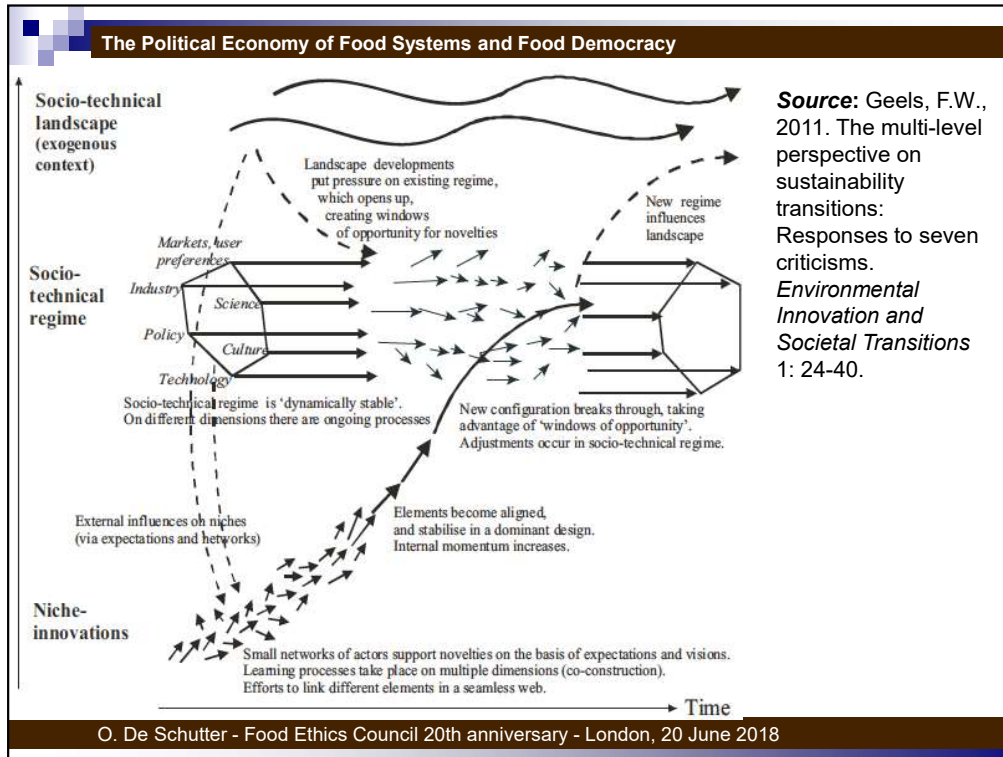 The Political Economy of Food Systems and Food Democracy
Socio-technical
landscape
(exogenous
context)
Landscape developments
put pressure on existing regime,
which opens up,
creating windows
of opportunity for novelties
New regime
influences
landscape
Source: Geels, F.W.,
2011. The multi-level
perspective on
sustainability
transitions:
Responses to seven
criticisms.
Environmental
Innovation and
Societal Transitions
1: 24-40.
Socio-
technical
regime
Markets, user
preferences
Industry
Science
Policy
Culture
Technology
Socio-technical regime is ‘dynamically stable’.
On different dimensions there are ongoing processes
New configuration breaks through, taking
advantage of ‘windows of opportunity’.
Adjustments occur in socio-technical regime.
External influences on niches
(via expectations and networks)
Elements become aligned,
and stabilise in a dominant design.
Internal momentum increases.
Niche-
innovations
Small networks of actors support novelties on the basis of expectations and visions.
Learning processes take place on multiple dimensions (co-construction).
Efforts to link different elements in a seamless web.
Time
O. De Schutter - Food Ethics Council 20th anniversary - London, 20 June 2018